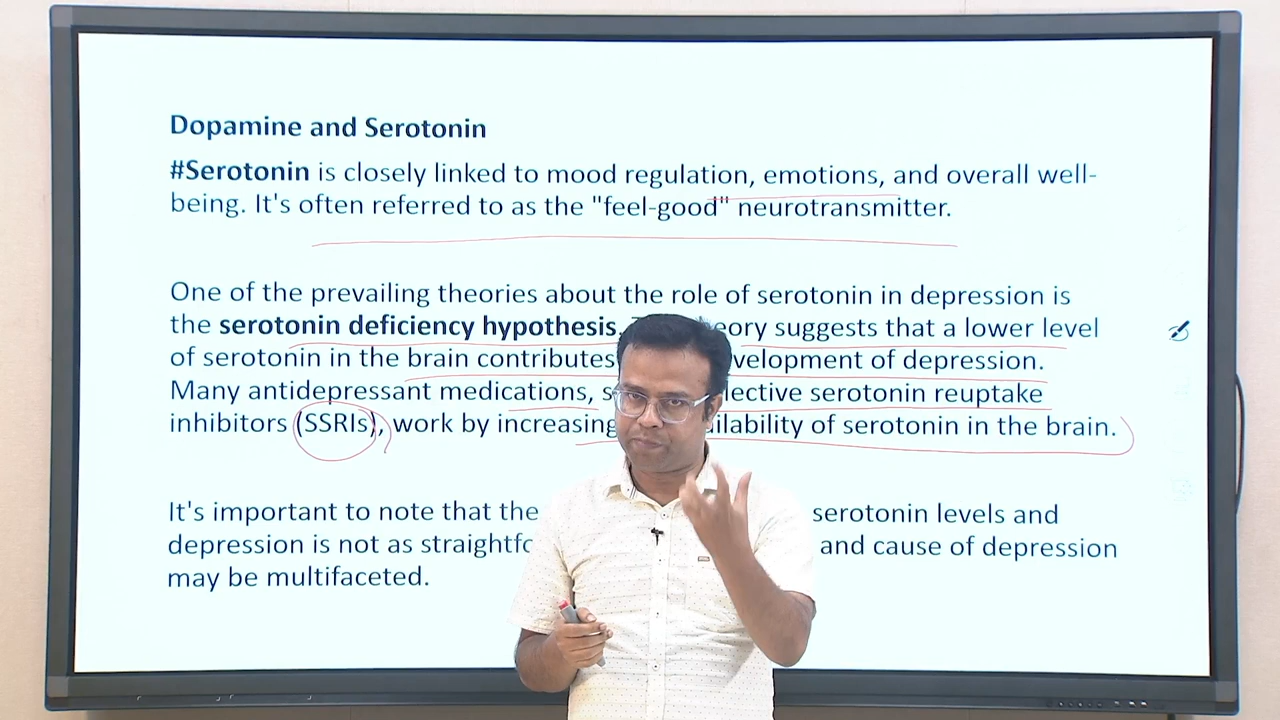 Dopamine and Serotonin
#Serotonin is closely linked to mood regulation, emotions, and overall well-
being. It's often referred to as the "feel-good" neurotransmitter.
One of the prevailing theories about the role of serotonin in depression is
the serotonin deficiency hypothesis. eory suggests that a lower level
of serotonin in the brain contributes velopment of depression.
Many antidepressant medications, s lective serotonin reuptake
inhibitors (SSRIs), work by increasing ilability of serotonin in the brain.
It's important to note that the serotonin levels and
depression is not as straightfo and cause of depression
may be multifaceted.